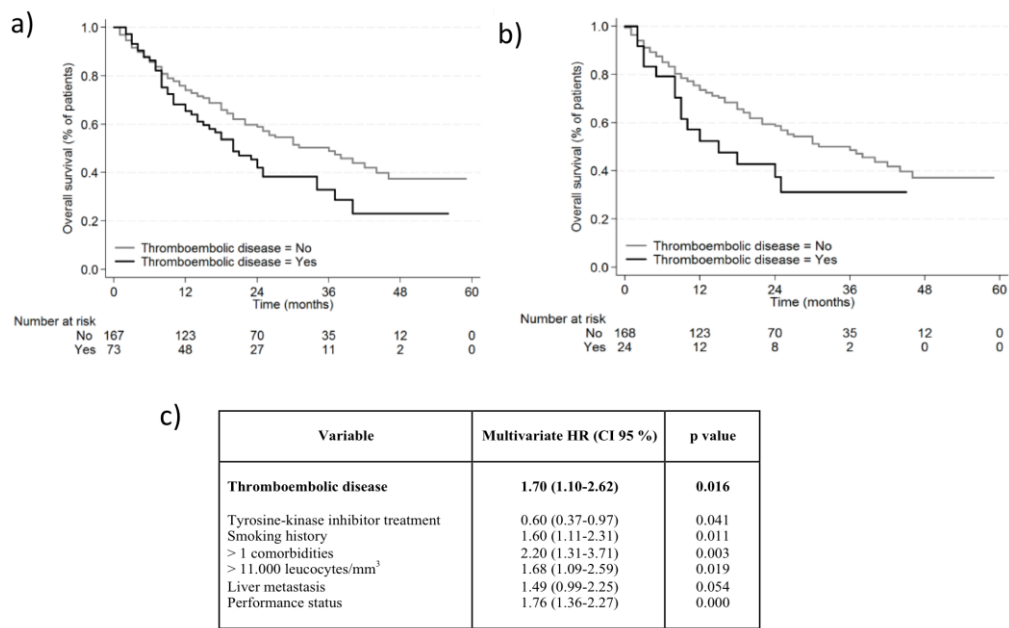 a)
Overall survival (% of patients)
1.0
0.8
0.6
0.4
0.2
0.0
Thromboembolic disease = No
Thromboembolic disease = Yes
0 12 24 36 48 60
Time (months)
Number at risk
No 167 123 70 35 12 0
Yes 73 48 27 11 2 0
b)
Overall survival (% of patients)
1.0
0.8
0.6
0.4
0.2
0.0
Thromboembolic disease = No
Thromboembolic disease = Yes
0 12 24 36 48 60
Time (months)
Number at risk
No 168 123 70 35 12 0
Yes 24 12 8 2 0 0
c)
Variable Multivariate HR (CI 95 %) p value
Thromboembolic disease 1.70 (1.10-2.62) 0.016
Tyrosine-kinase inhibitor treatment 0.60 (0.37-0.97) 0.041
Smoking history 1.60 (1.11-2.31) 0.011
> 1 comorbidities 2.20 (1.31-3.71) 0.003
> 11.000 leucocytes/mm³ 1.68 (1.09-2.59) 0.019
Liver metastasis 1.49 (0.99-2.25) 0.054
Performance status 1.76 (1.36-2.27) 0.000